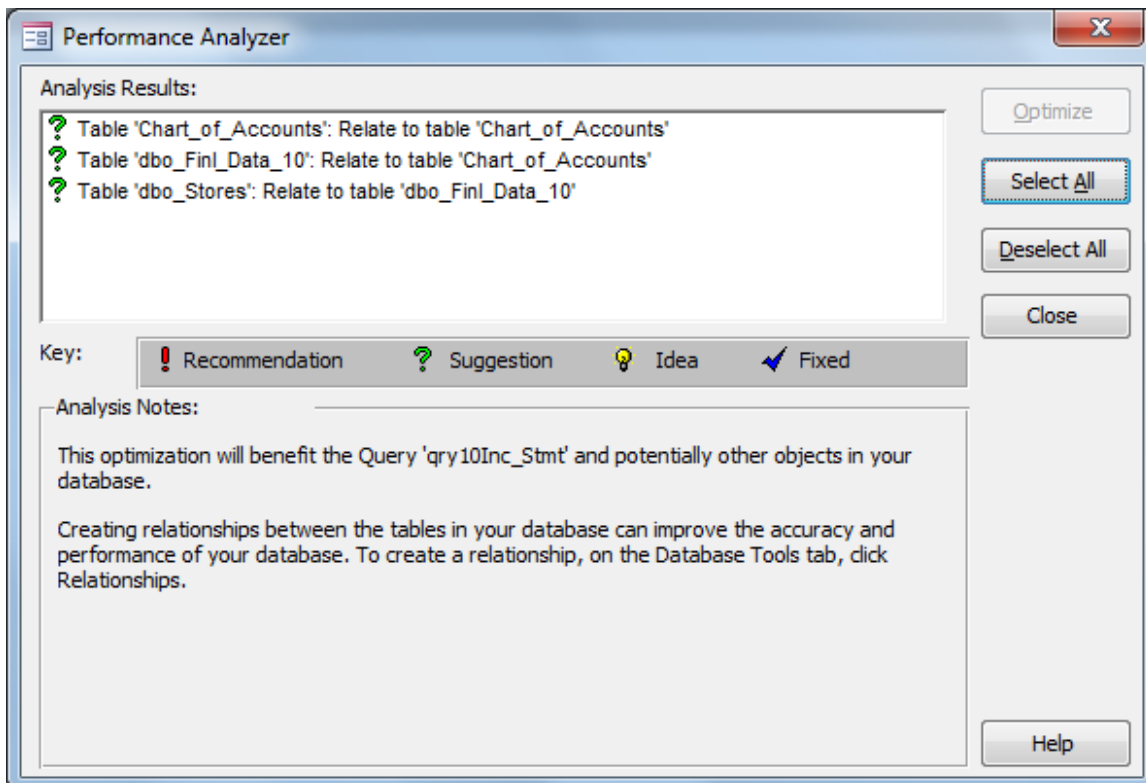 Performance Analyzer
Analysis Results:
Table 'Chart_of_Accounts': Relate to table 'Chart_of_Accounts'
Table 'dbo_Finl_Data_10': Relate to table 'Chart_of_Accounts'
Table 'dbo_Stores': Relate to table 'dbo_Finl_Data_10'
Optimize
Select All
Deselect All
Close
Key:
Recommendation
Suggestion
Idea
Fixed
Analysis Notes:
This optimization will benefit the Query 'qry10Inc_Stmt' and potentially other objects in your
database.
Creating relationships between the tables in your database can improve the accuracy and
performance of your database. To create a relationship, on the Database Tools tab, click
Relationships.
Help